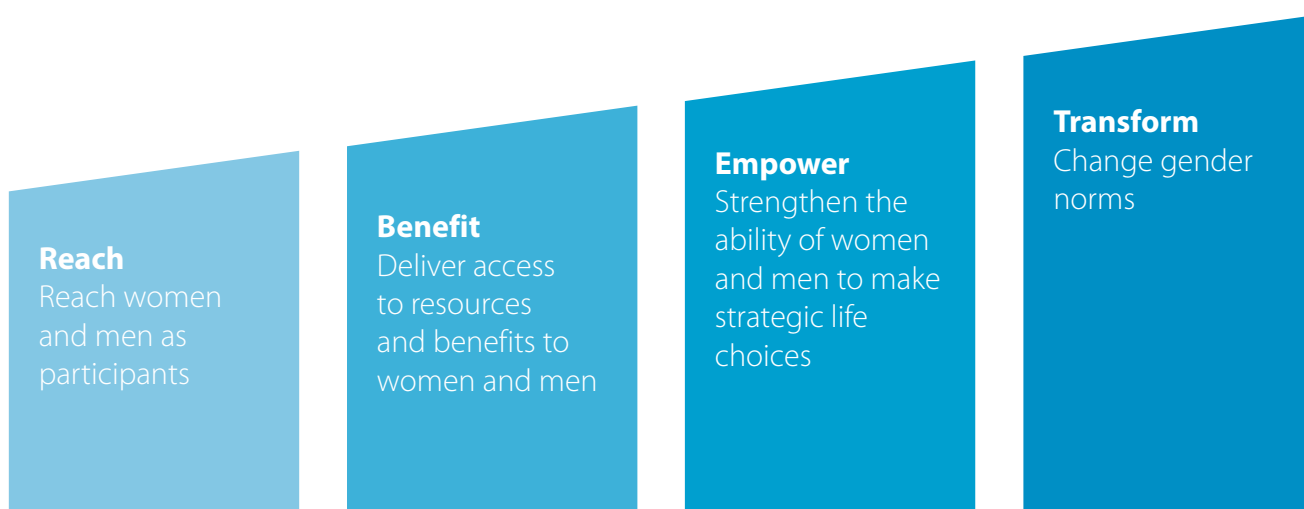 Reach
Reach women
and men as
participants
Benefit
Deliver access
to resources
and benefits to
women and men
Empower
Strengthen the
ability of women
and men to make
strategic life
choices
Transform
Change gender
norms